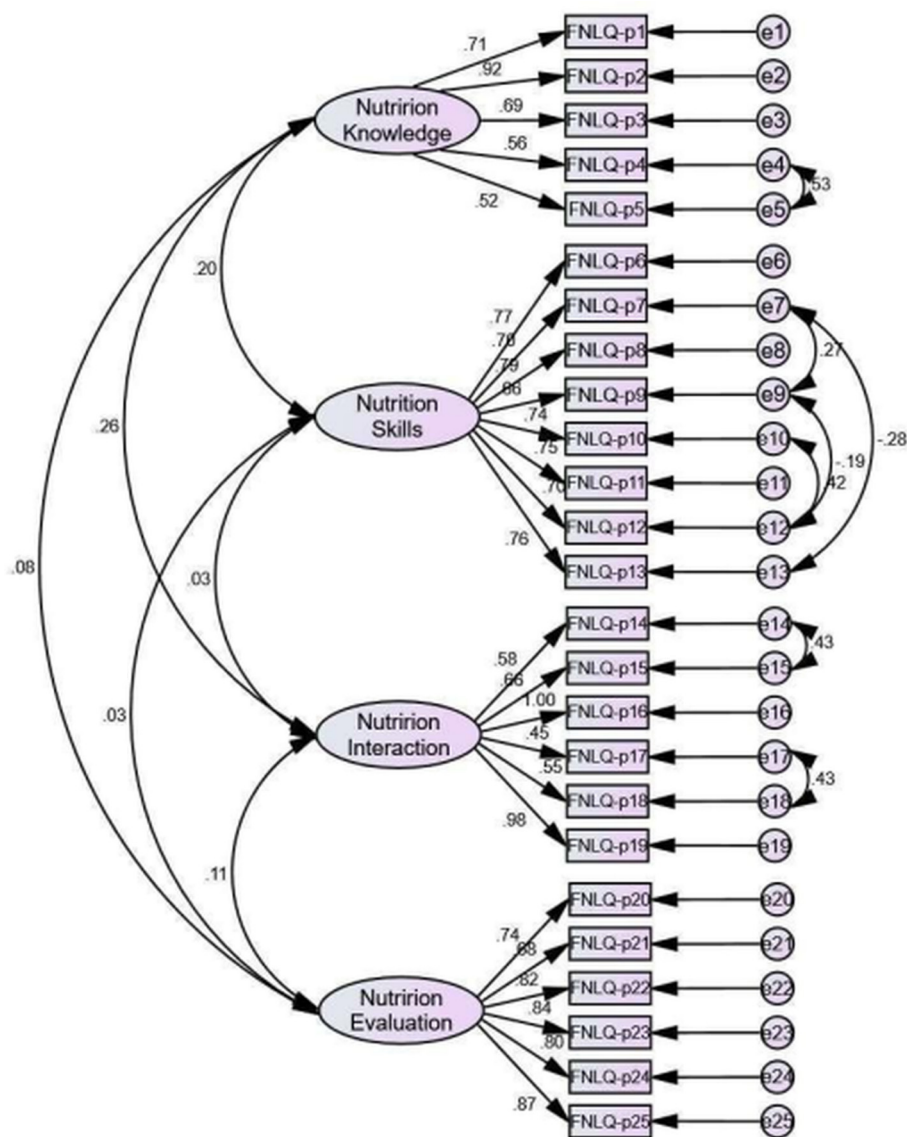 FNLQ-p1
e1
.71
FNLQ-p2
e2
.92
Nutririon
Knowledge
.69
FNLQ-p3
e3
.56
FNLQ-p4
e4
.53
.52
FNLQ-p5
e5
.20
FNLQ-p6
e6
.77
FNLQ-p7
e7
.70
FNLQ-p8
e8
.27
.79
FNLQ-p9
e9
Nutrition
Skills
.74
FNLQ-p10
e10
-.28
.26
.75
FNLQ-p11
e11
-.19
.42
.70
FNLQ-p12
e12
.76
FNLQ-p13
e13
.08
.03
FNLQ-p14
e14
.43
.58
.66
FNLQ-p15
e15
1.00
FNLQ-p16
e16
.03
Nutririon
Interaction
.45
FNLQ-p17
e17
.43
.55
FNLQ-p18
e18
.98
FNLQ-p19
e19
.11
FNLQ-p20
e20
.74
.68
FNLQ-p21
e21
.82
FNLQ-p22
e22
Nutririon
Evaluation
.84
FNLQ-p23
e23
.80
FNLQ-p24
e24
.87
FNLQ-p25
e25